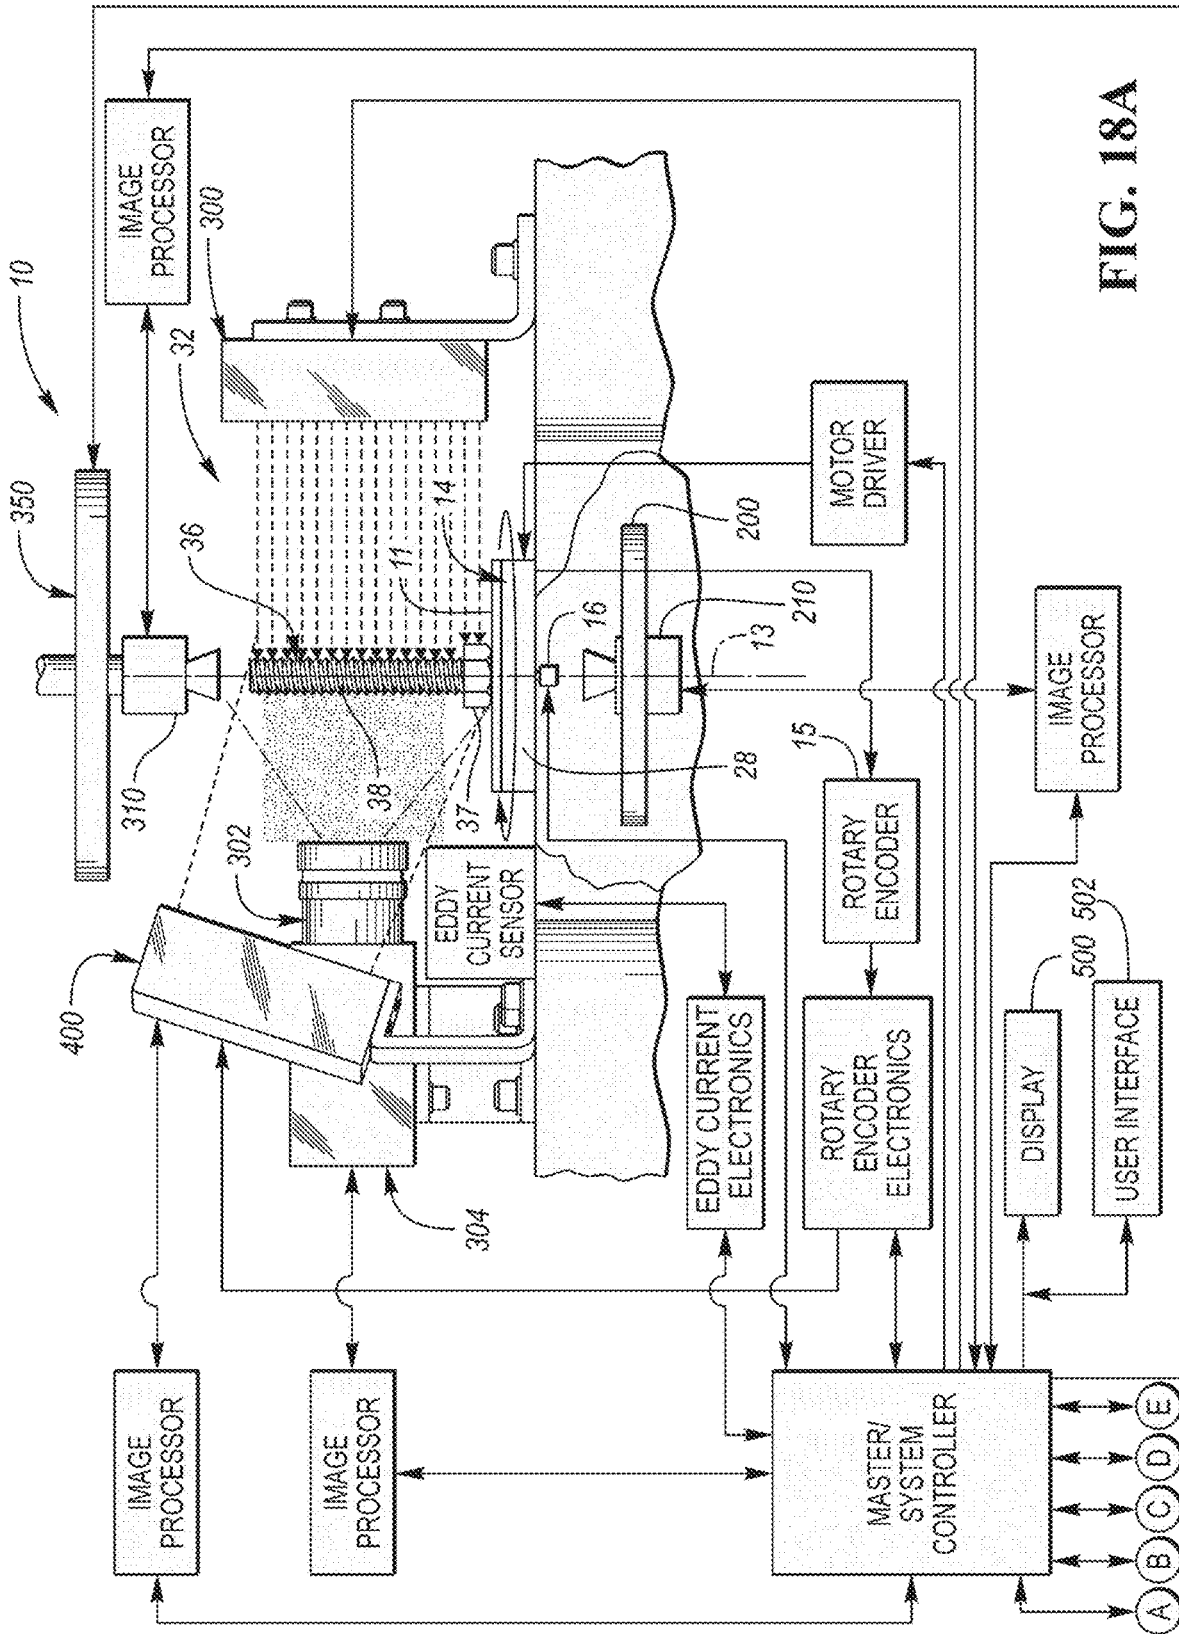 10
350
IMAGE
PROCESSOR
32
300
36
310
11
14
400
302
38
37
EDDY
CURRENT
SENSOR
28
16
200
210
13
MOTOR
DRIVER
304
15
ROTARY
ENCODER
IMAGE
PROCESSOR
EDDY CURRENT
ELECTRONICS
ROTARY
ENCODER
ELECTRONICS
500
DISPLAY
502
USER INTERFACE
IMAGE
PROCESSOR
IMAGE
PROCESSOR
MASTER/
SYSTEM
CONTROLLER
A
B
C
D
E
FIG. 18A